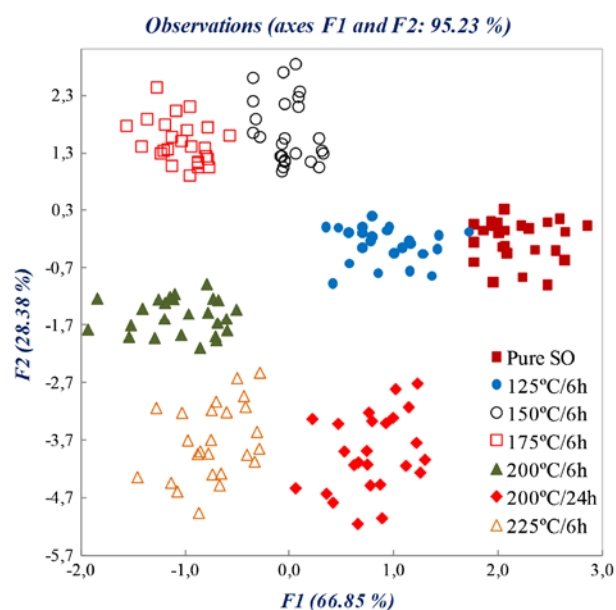 Observations (axes F1 and F2: 95.23 %)
F2 (28.38 %)
2,3
1,3
0,3
-0,7
-1,7
-2,7
-3,7
-4,7
-5,7
Pure SO
125ºC/6h
150ºC/6h
175ºC/6h
200ºC/6h
200ºC/24h
225ºC/6h
-2,0 -1,0 0,0 1,0 2,0 3,0
F1 (66.85 %)